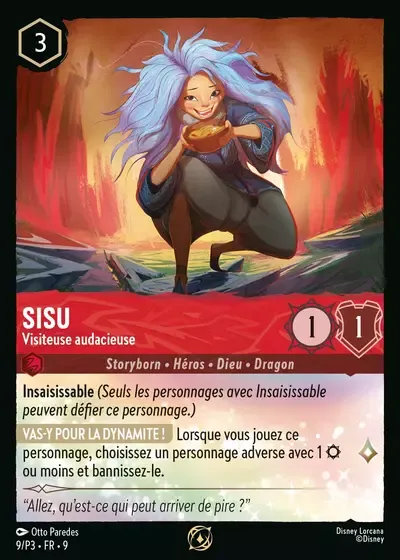 3
SISU
Visiteuse audacieuse
1
1
Storyborn • Héros • Dieu • Dragon
Insaisissable (Seuls les personnages avec Insaisissable
peuvent défier ce personnage.)
VAS-Y POUR LA DYNAMITE ! Lorsque vous jouez ce
personnage, choisissez un personnage adverse avec 1
ou moins et bannissez-le.
“Allez, qu’est-ce qui peut arriver de pire ?”
Otto Paredes
9/P3 • FR • 9
Disney Lorcana
©Disney